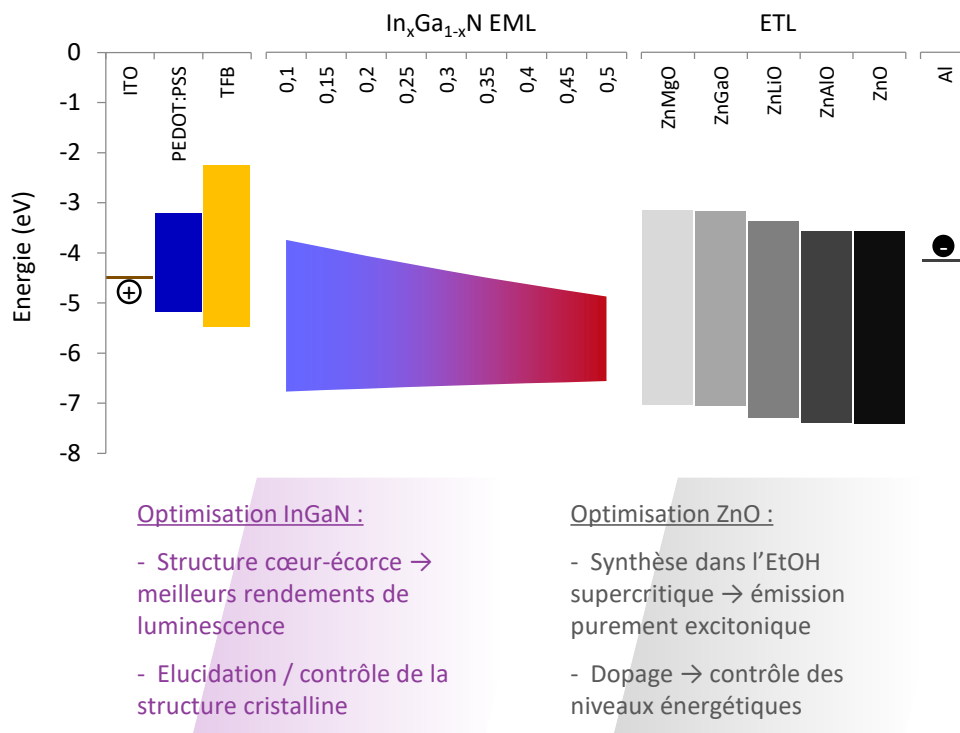 InₓGa₁₋ₓN EML
ETL
Energie (eV)
0
-1
-2
-3
-4
-5
-6
-7
-8
ITO
PEDOT:PSS
TFB
0,1
0,15
0,2
0,25
0,3
0,35
0,4
0,45
0,5
ZnMgO
ZnGaO
ZnLiO
ZnAlO
ZnO
Al
+
-
Optimisation InGaN :
- Structure cœur-écorce →
meilleurs rendements de
luminescence
- Elucidation / contrôle de la
structure cristalline
Optimisation ZnO :
- Synthèse dans l’EtOH
supercritique → émission
purement excitonique
- Dopage → contrôle des
niveaux énergétiques